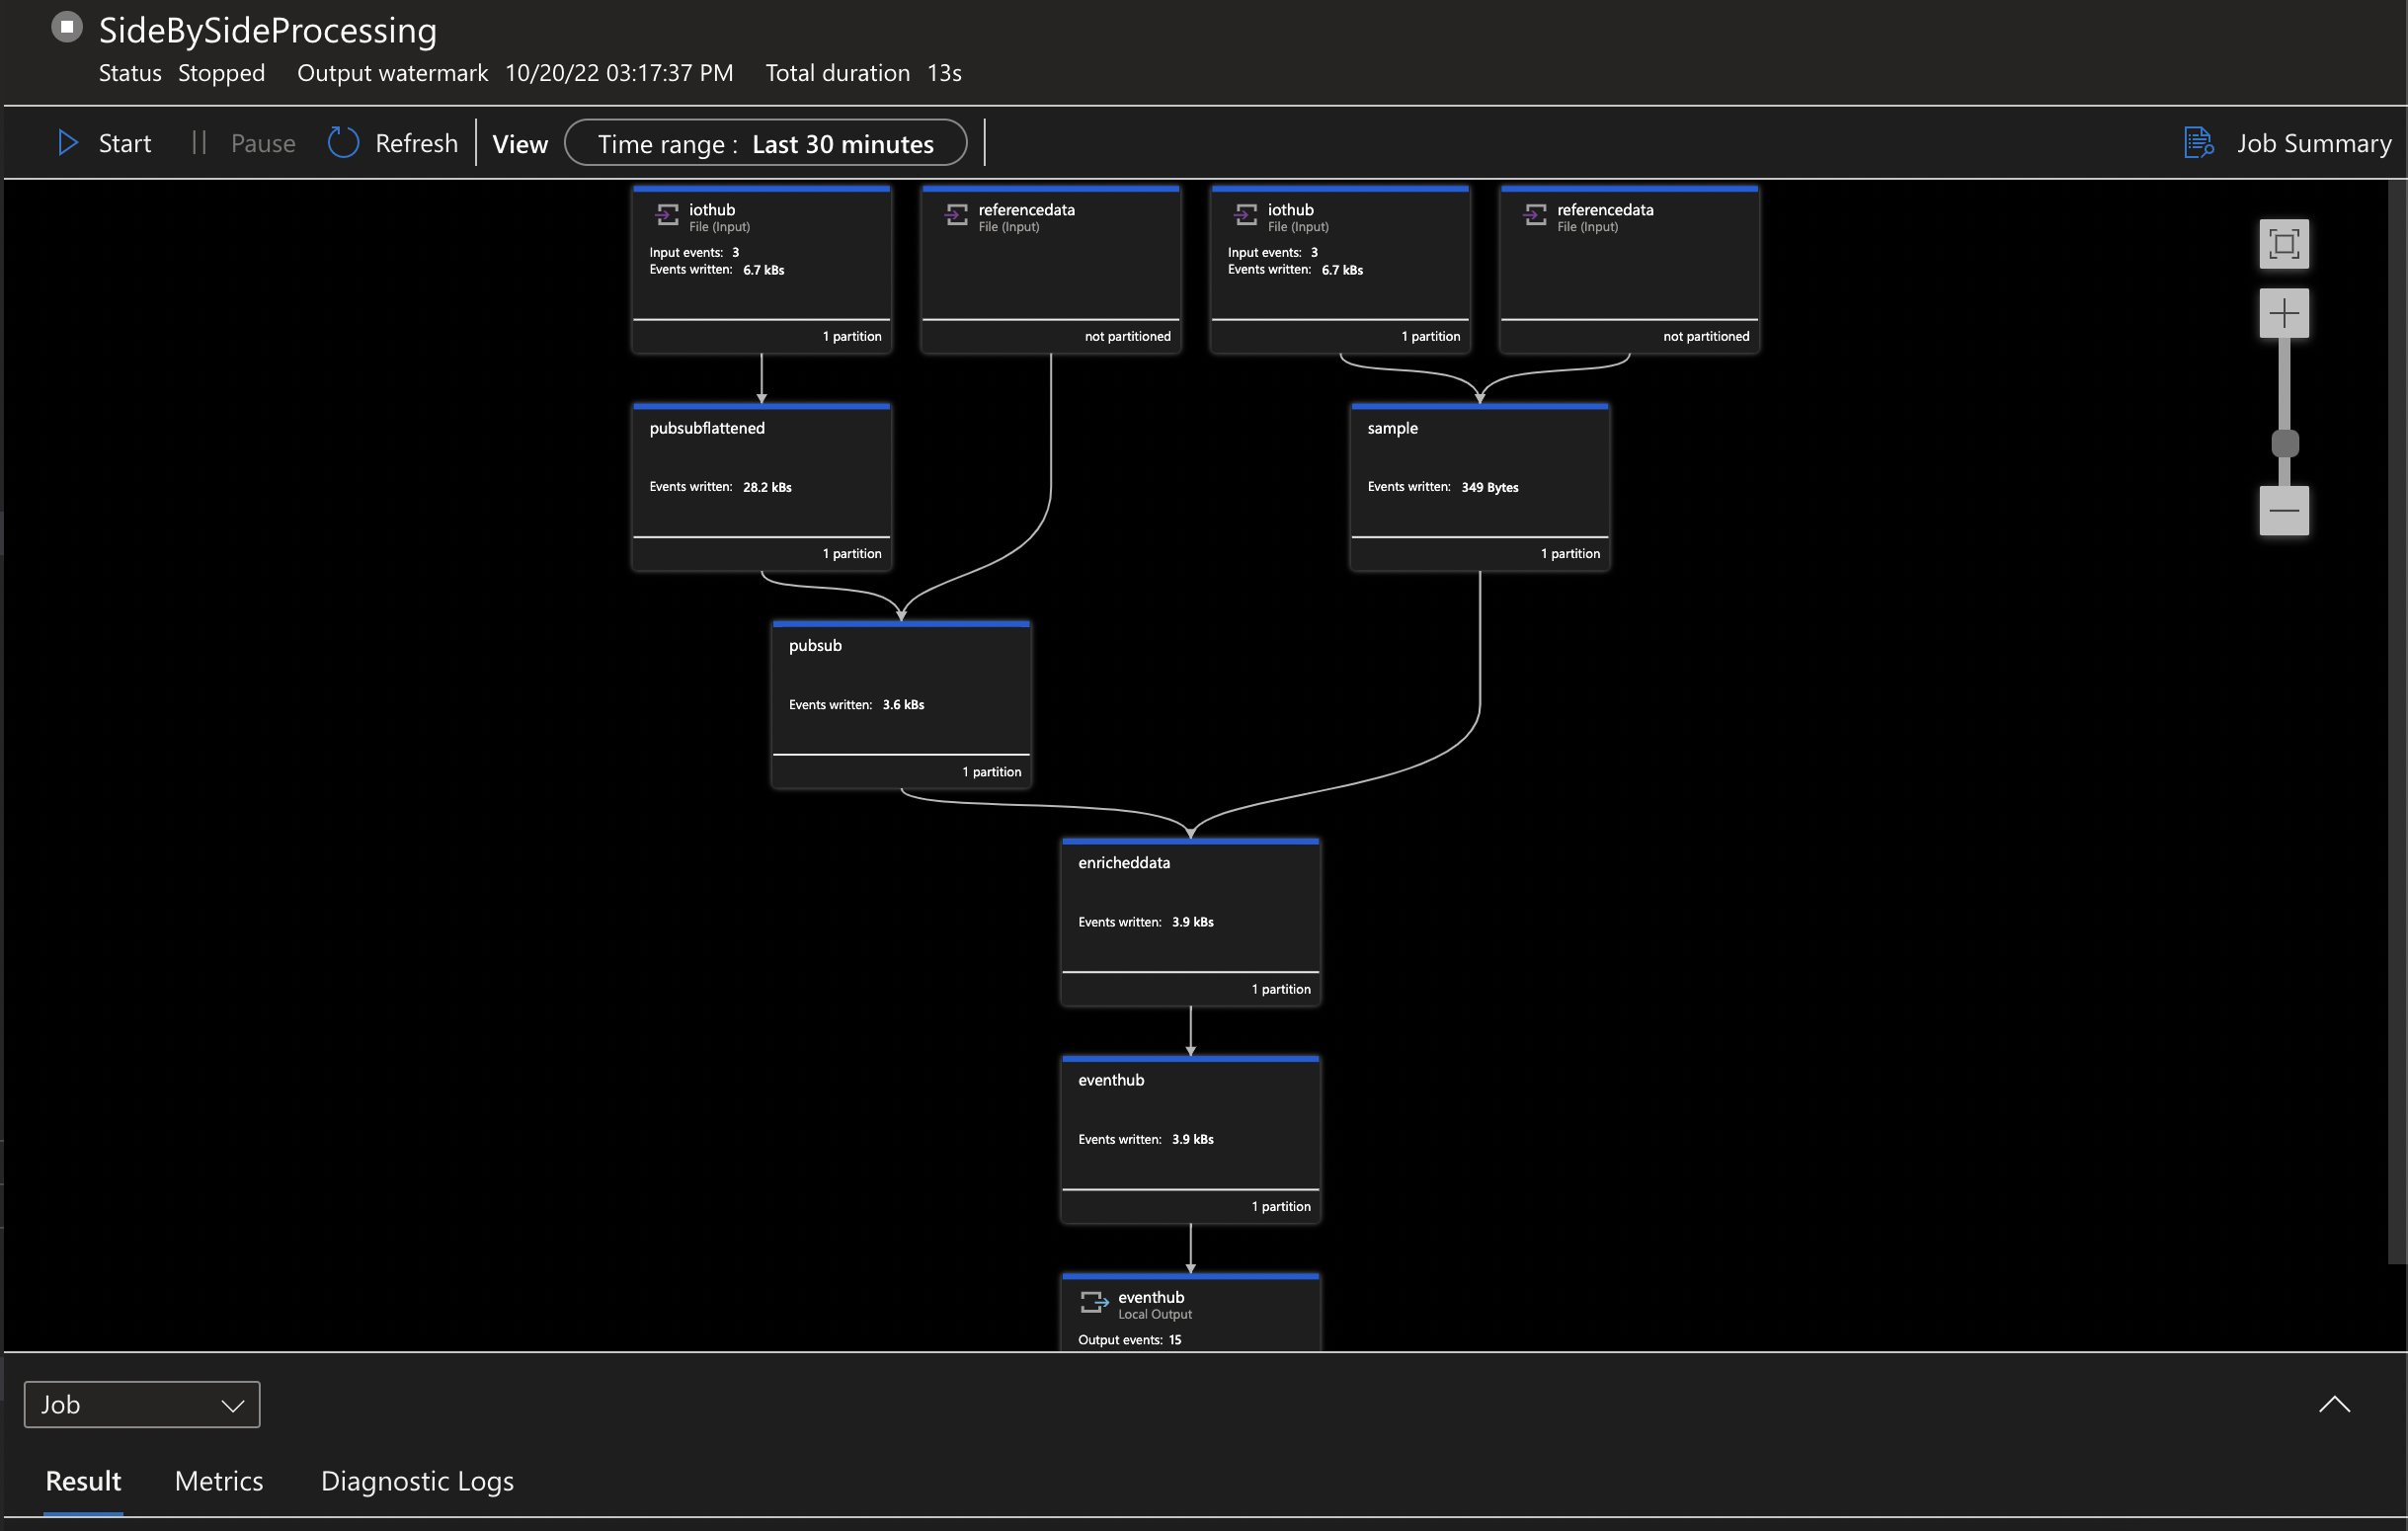 SideBySideProcessing
Status Stopped Output watermark 10/20/22 03:17:37 PM Total duration 13s
Start Pause Refresh View Time range : Last 30 minutes Job Summary
iothub
File (Input)
Input events: 3
Events written: 6.7 kBs
1 partition
referencedata
File (Input)
not partitioned
iothub
File (Input)
Input events: 3
Events written: 6.7 kBs
1 partition
referencedata
File (Input)
not partitioned
pubsubflattened
Events written: 28.2 kBs
1 partition
sample
Events written: 349 Bytes
1 partition
pubsub
Events written: 3.6 kBs
1 partition
enricheddata
Events written: 3.9 kBs
1 partition
eventhub
Events written: 3.9 kBs
1 partition
eventhub
Local Output
Output events: 15
Job
Result Metrics Diagnostic Logs